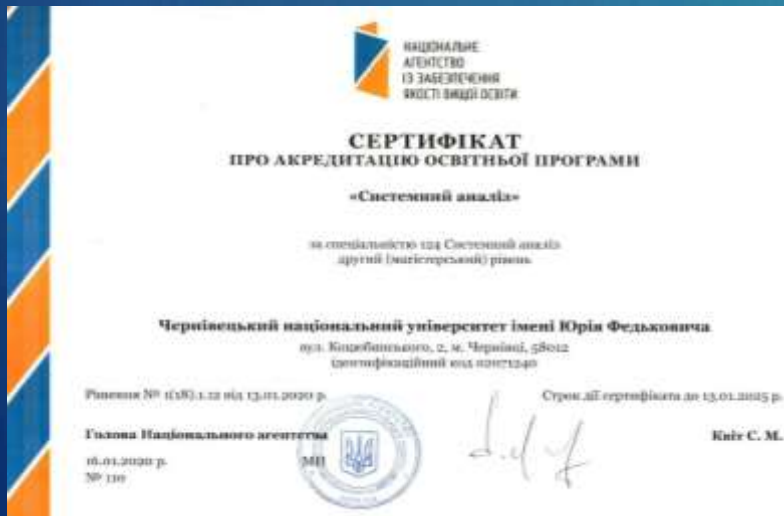 НАЦІОНАЛЬНЕ
АГЕНТСТВО
ІЗ ЗАБЕЗПЕЧЕННЯ
ЯКОСТІ ВИЩОЇ ОСВІТИ
СЕРТИФІКАТ
ПРО АКРЕДИТАЦІЮ ОСВІТНЬОЇ ПРОГРАМИ
«Системний аналіз»
за спеціальністю 124 Системний аналіз
другий (магістерський) рівень
Чернівецький національний університет імені Юрія Федьковича
вул. Коцюбинського, 2, м. Чернівці, 58012
ідентифікаційний код 02071240
Рішення № 1(18).1.12 від 13.01.2020 р.
Строк дії сертифіката до 13.01.2025 р.
Голова Національного агентства
Квіт С. М.
16.01.2020 р.
МП
№ 110